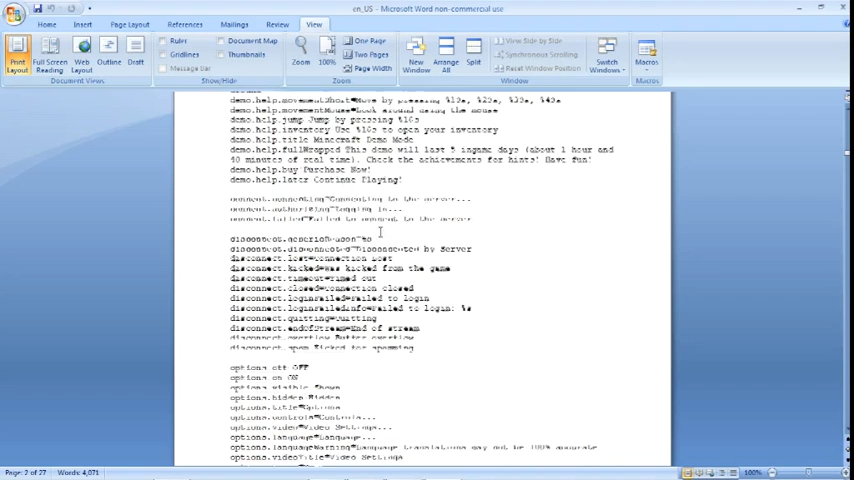 en_US - Microsoft Word non-commercial use
Home Insert Page Layout References Mailings Review View
Print Layout
Full Screen Reading
Web Layout
Outline
Draft
Document Views
Ruler
Gridlines
Message Bar
Document Map
Thumbnails
Show/Hide
Zoom
100%
One Page
Two Pages
Page Width
Zoom
New Window
Arrange All
Split
View Side by Side
Synchronous Scrolling
Reset Window Position
Window
Switch Windows
Macros
Macros
demo.help.movementShort=Move by pressing %1$s, %2$s, %3$s, %4$s
demo.help.movementMouse=Look around using the mouse
demo.help.jump=Jump by pressing %1$s
demo.help.inventory=Use %1$s to open your inventory
demo.help.title=Minecraft Demo Mode
demo.help.fullWrapped=This demo will last 5 ingame days (about 1 hour and
40 minutes of real time). Check the achievements for hints! Have fun!
demo.help.buy=Purchase Now!
demo.help.later=Continue Playing!
connect.connecting=Connecting to the server...
connect.authorizing=Logging in...
connect.failed=Failed to connect to the server
disconnect.genericReason=%s
disconnect.disconnected=Disconnected by Server
disconnect.lost=Connection Lost
disconnect.kicked=Was kicked from the game
disconnect.timeout=Timed out
disconnect.closed=Connection closed
disconnect.loginFailed=Failed to login
disconnect.loginFailedInfo=Failed to login: %s
disconnect.quitting=Quitting
disconnect.endOfStream=End of stream
disconnect.overflow=Buffer overflow
disconnect.spam=Kicked for spamming
options.off=OFF
options.on=ON
options.visible=Shown
options.hidden=Hidden
options.title=Options
options.controls=Controls...
options.video=Video Settings...
options.language=Language...
options.languageWarning=Language translations may not be 100% accurate
options.videoTitle=Video Settings
Page: 2 of 27 Words: 4,071
100%